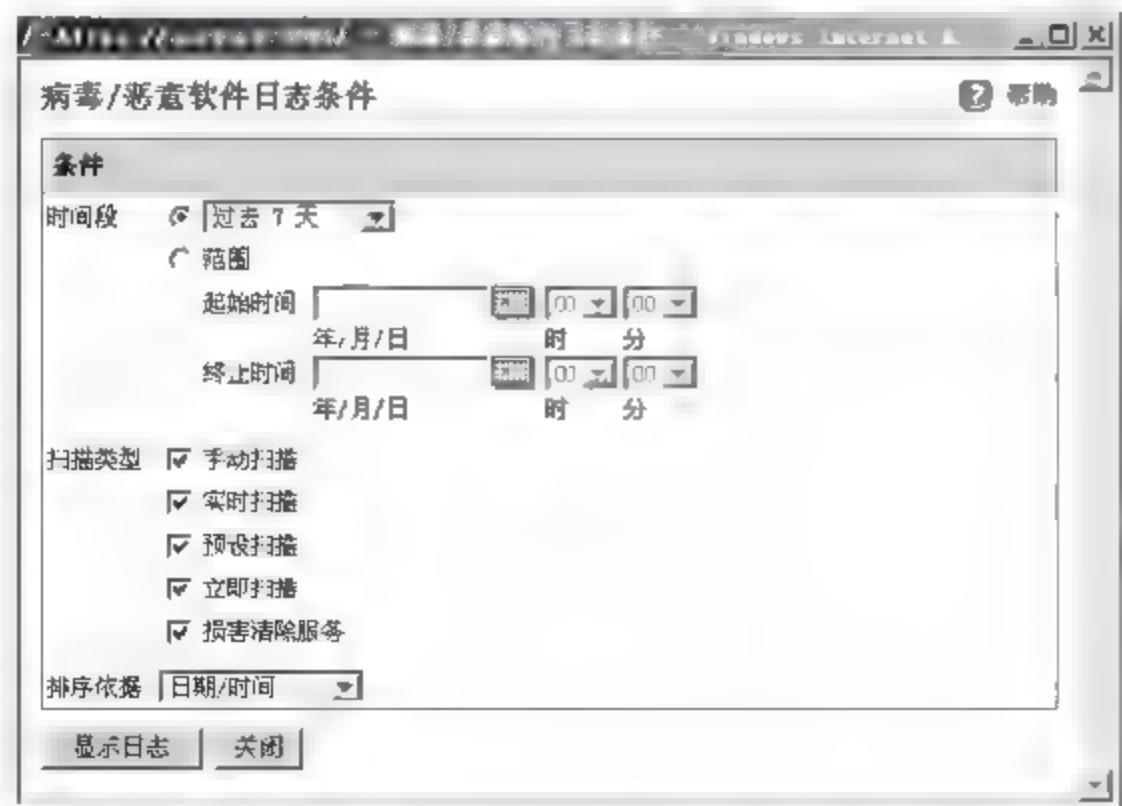 病毒/恶意软件日志条件
帮助
条件
时间段 过去 7 天
范围
起始时间 00 00
年/月/日 时 分
终止时间 00 00
年/月/日 时 分
扫描类型 手动扫描
实时扫描
预设扫描
立即扫描
损害清除服务
排序依据 日期/时间
显示日志 关闭